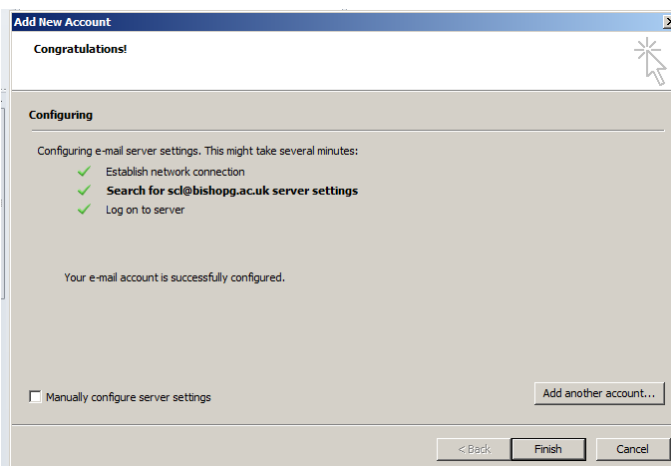 Add New Account
Congratulations!
Configuring
Configuring e-mail server settings. This might take several minutes:
Establish network connection
Search for scl@bishopg.ac.uk server settings
Log on to server
Your e-mail account is successfully configured.
Manually configure server settings
Add another account...
< Back
Finish
Cancel